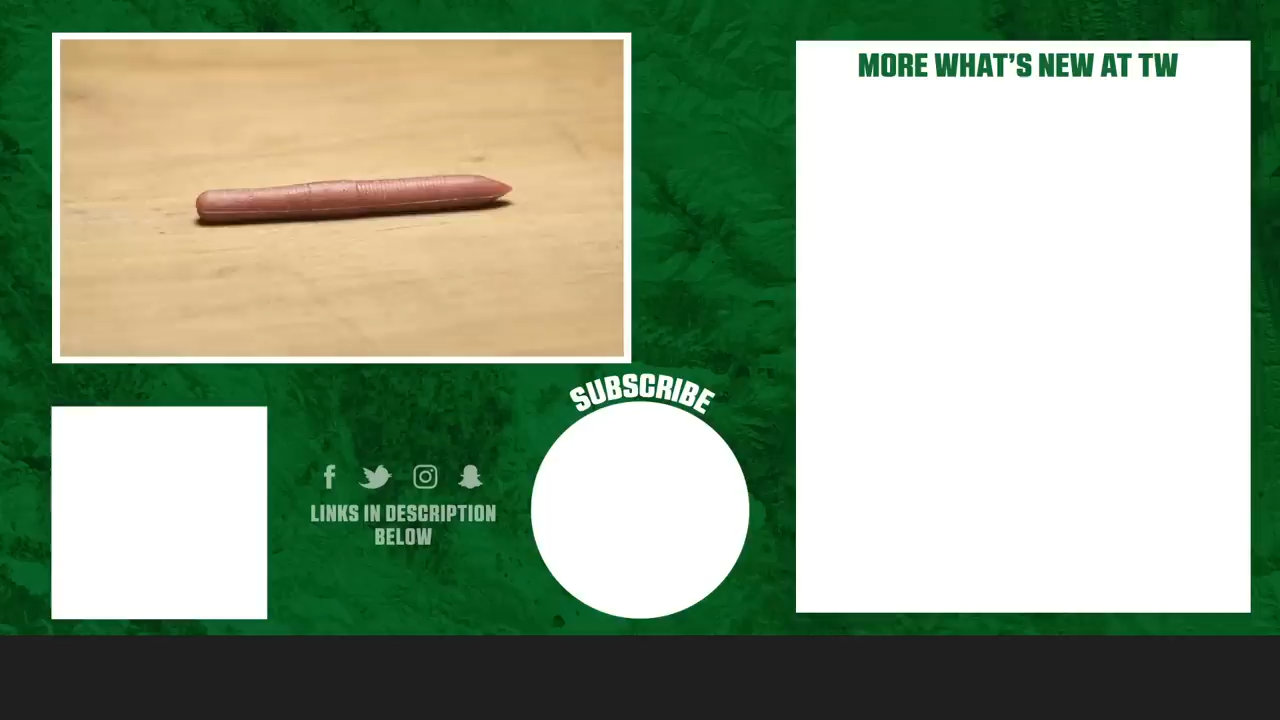 MORE WHAT'S NEW AT TW
SUBSCRIBE
LINKS IN DESCRIPTION
BELOW